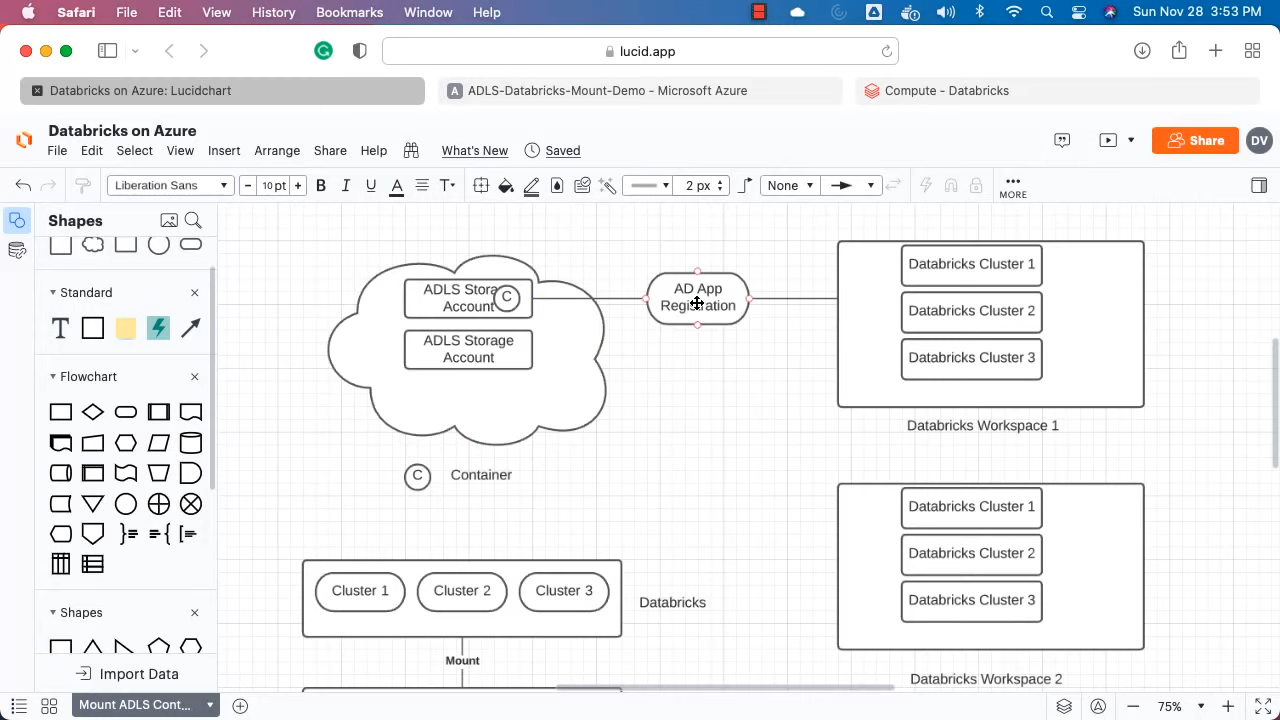 Safari File Edit View History Bookmarks Window Help Sun Nov 28 3:53 PM
lucid.app
Databricks on Azure: Lucidchart
A ADLS-Databricks-Mount-Demo - Microsoft Azure
Compute - Databricks
Databricks on Azure
File Edit Select View Insert Arrange Share Help What's New Saved
Share
DV
Liberation Sans 10 pt B I U A T 2 px None MORE
Shapes
Standard
T
Flowchart
Shapes
Import Data
ADLS Stora
Account
C
ADLS Storage
Account
AD App
Registration
C Container
Databricks Cluster 1
Databricks Cluster 2
Databricks Cluster 3
Databricks Workspace 1
Databricks Cluster 1
Databricks Cluster 2
Databricks Cluster 3
Databricks Workspace 2
Cluster 1 Cluster 2 Cluster 3
Databricks
Mount
Mount ADLS Cont...
75%